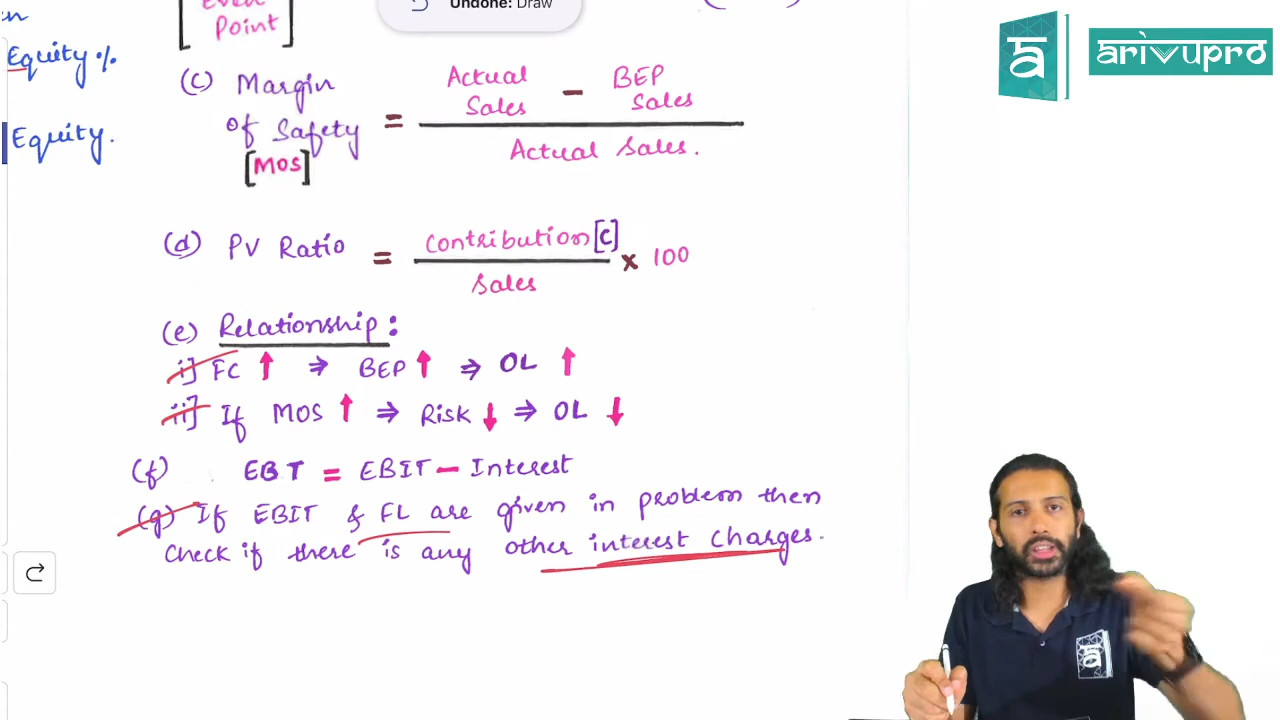 Undone: Draw
Even
Point]
Equity %
Equity.
(c) Margin Of Safety [MOS] = Actual Sales - BEP Sales
Actual Sales.
(d) PV Ratio = Contribution [C] x 100
Sales
(e) Relationship:
i] FC ↑ ⇒ BEP ↑ ⇒ OL ↑
ii] If MOS ↑ ⇒ Risk ↓ ⇒ OL ↓
(f) EBT = EBIT - Interest
(g) If EBIT & FL are given in problem then
Check if there is any other interest charges.
a arivupro
a